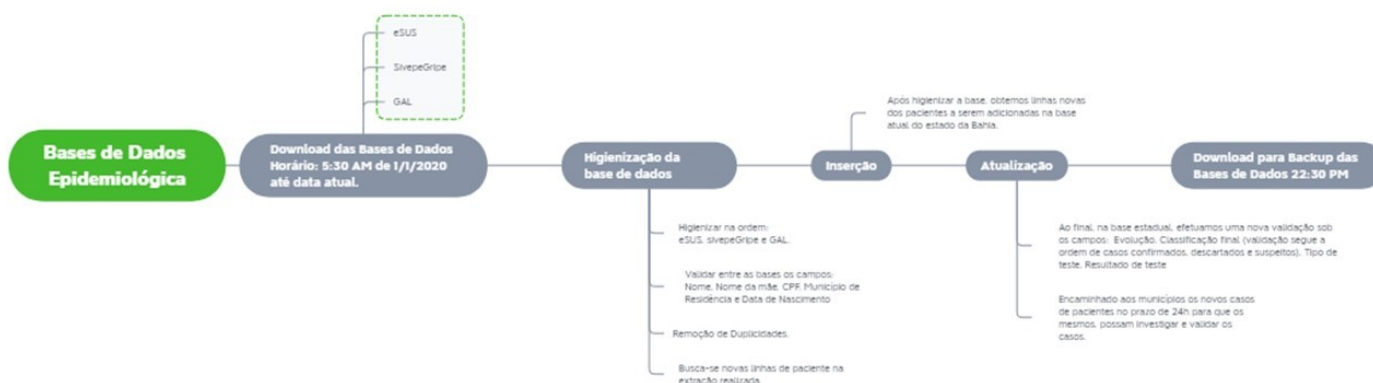 eSUS
SivepeGripe
GAL
Bases de Dados
Epidemiológica
Download das Bases de Dados
Horário: 5:30 AM de 1/1/2020
até data atual.
Higienização da
base de dados
Higienizar na ordem:
eSUS, sivepeGripe e GAL.
Validar entre as bases os campos:
Nome, Nome da mãe, CPF, Município de
Residência e Data de Nascimento
Remoção de Duplicidades.
Busca-se novas linhas de paciente na
extração realizada.
Após higienizar a base, obtemos linhas novas
dos pacientes a serem adicionadas na base
atual do estado da Bahia.
Inserção
Atualização
Ao final, na base estadual, efetuamos uma nova validação sob
os campos: Evolução, Classificação final (validação segue a
ordem de casos confirmados, descartados e suspeitos), Tipo de
teste, Resultado de teste
Encaminhado aos municípios os novos casos
de pacientes no prazo de 24h para que os
mesmos, possam investigar e validar os
casos.
Download para Backup das
Bases de Dados 22:30 PM